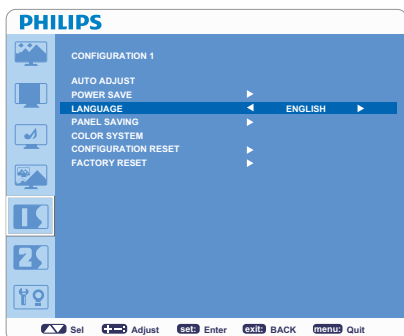 PHILIPS
CONFIGURATION 1
AUTO ADJUST
POWER SAVE
LANGUAGE ENGLISH
PANEL SAVING
COLOR SYSTEM
CONFIGURATION RESET
FACTORY RESET
Sel Adjust set: Enter exit: BACK menu: Quit